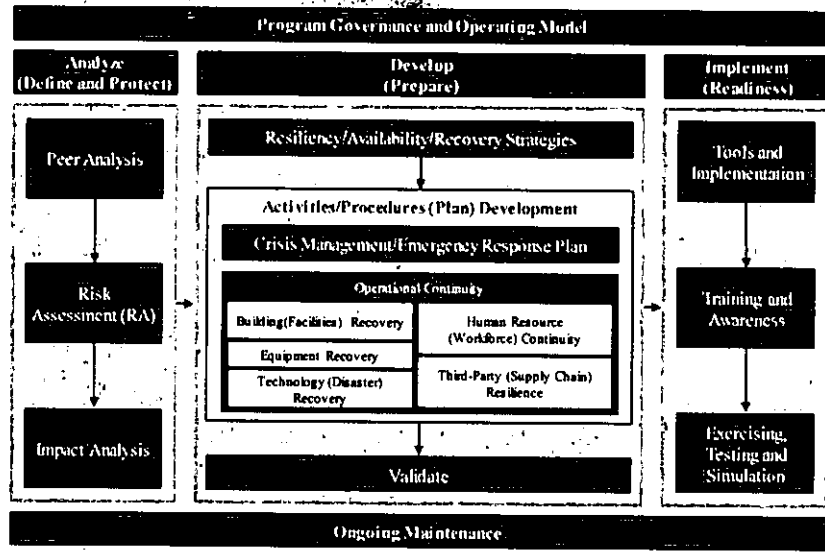 Program Governance and Operating Model
Analyze
(Define and Protect)
Develop
(Prepare)
Implement
(Readiness)
Peer Analysis
Risk
Assessment (RA)
Impact Analysis
Resiliency/Availability/Recovery Strategies
Activities/Procedures (Plan) Development
Crisis Management/Emergency Response Plan
Operational Continuity
Building(Facilities) Recovery
Equipment Recovery
Technology (Disaster)
Recovery
Human Resource
(Workforce) Continuity
Third-Party (Supply Chain)
Resilience
Validate
Tools and
Implementation
Training and
Awareness
Exercising,
Testing and
Simulation
Ongoing Maintenance